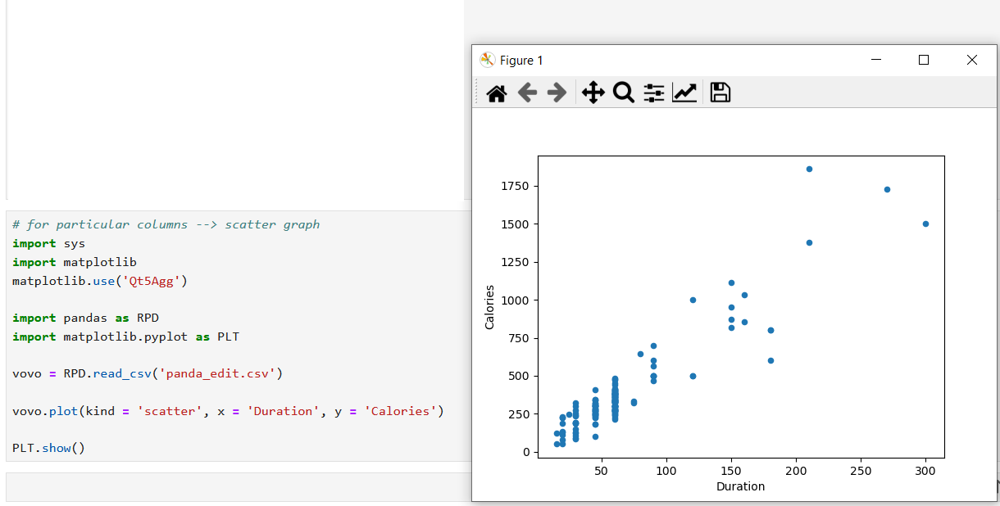 # for particular columns --> scatter graph
import sys
import matplotlib
matplotlib.use('Qt5Agg')
import pandas as RPD
import matplotlib.pyplot as PLT
vovo = RPD.read_csv('panda_edit.csv')
vovo.plot(kind = 'scatter', x = 'Duration', y = 'Calories')
PLT.show()
Figure 1
1750
1500
1250
1000
750
500
250
0
Calories
50 100 150 200 250 300
Duration